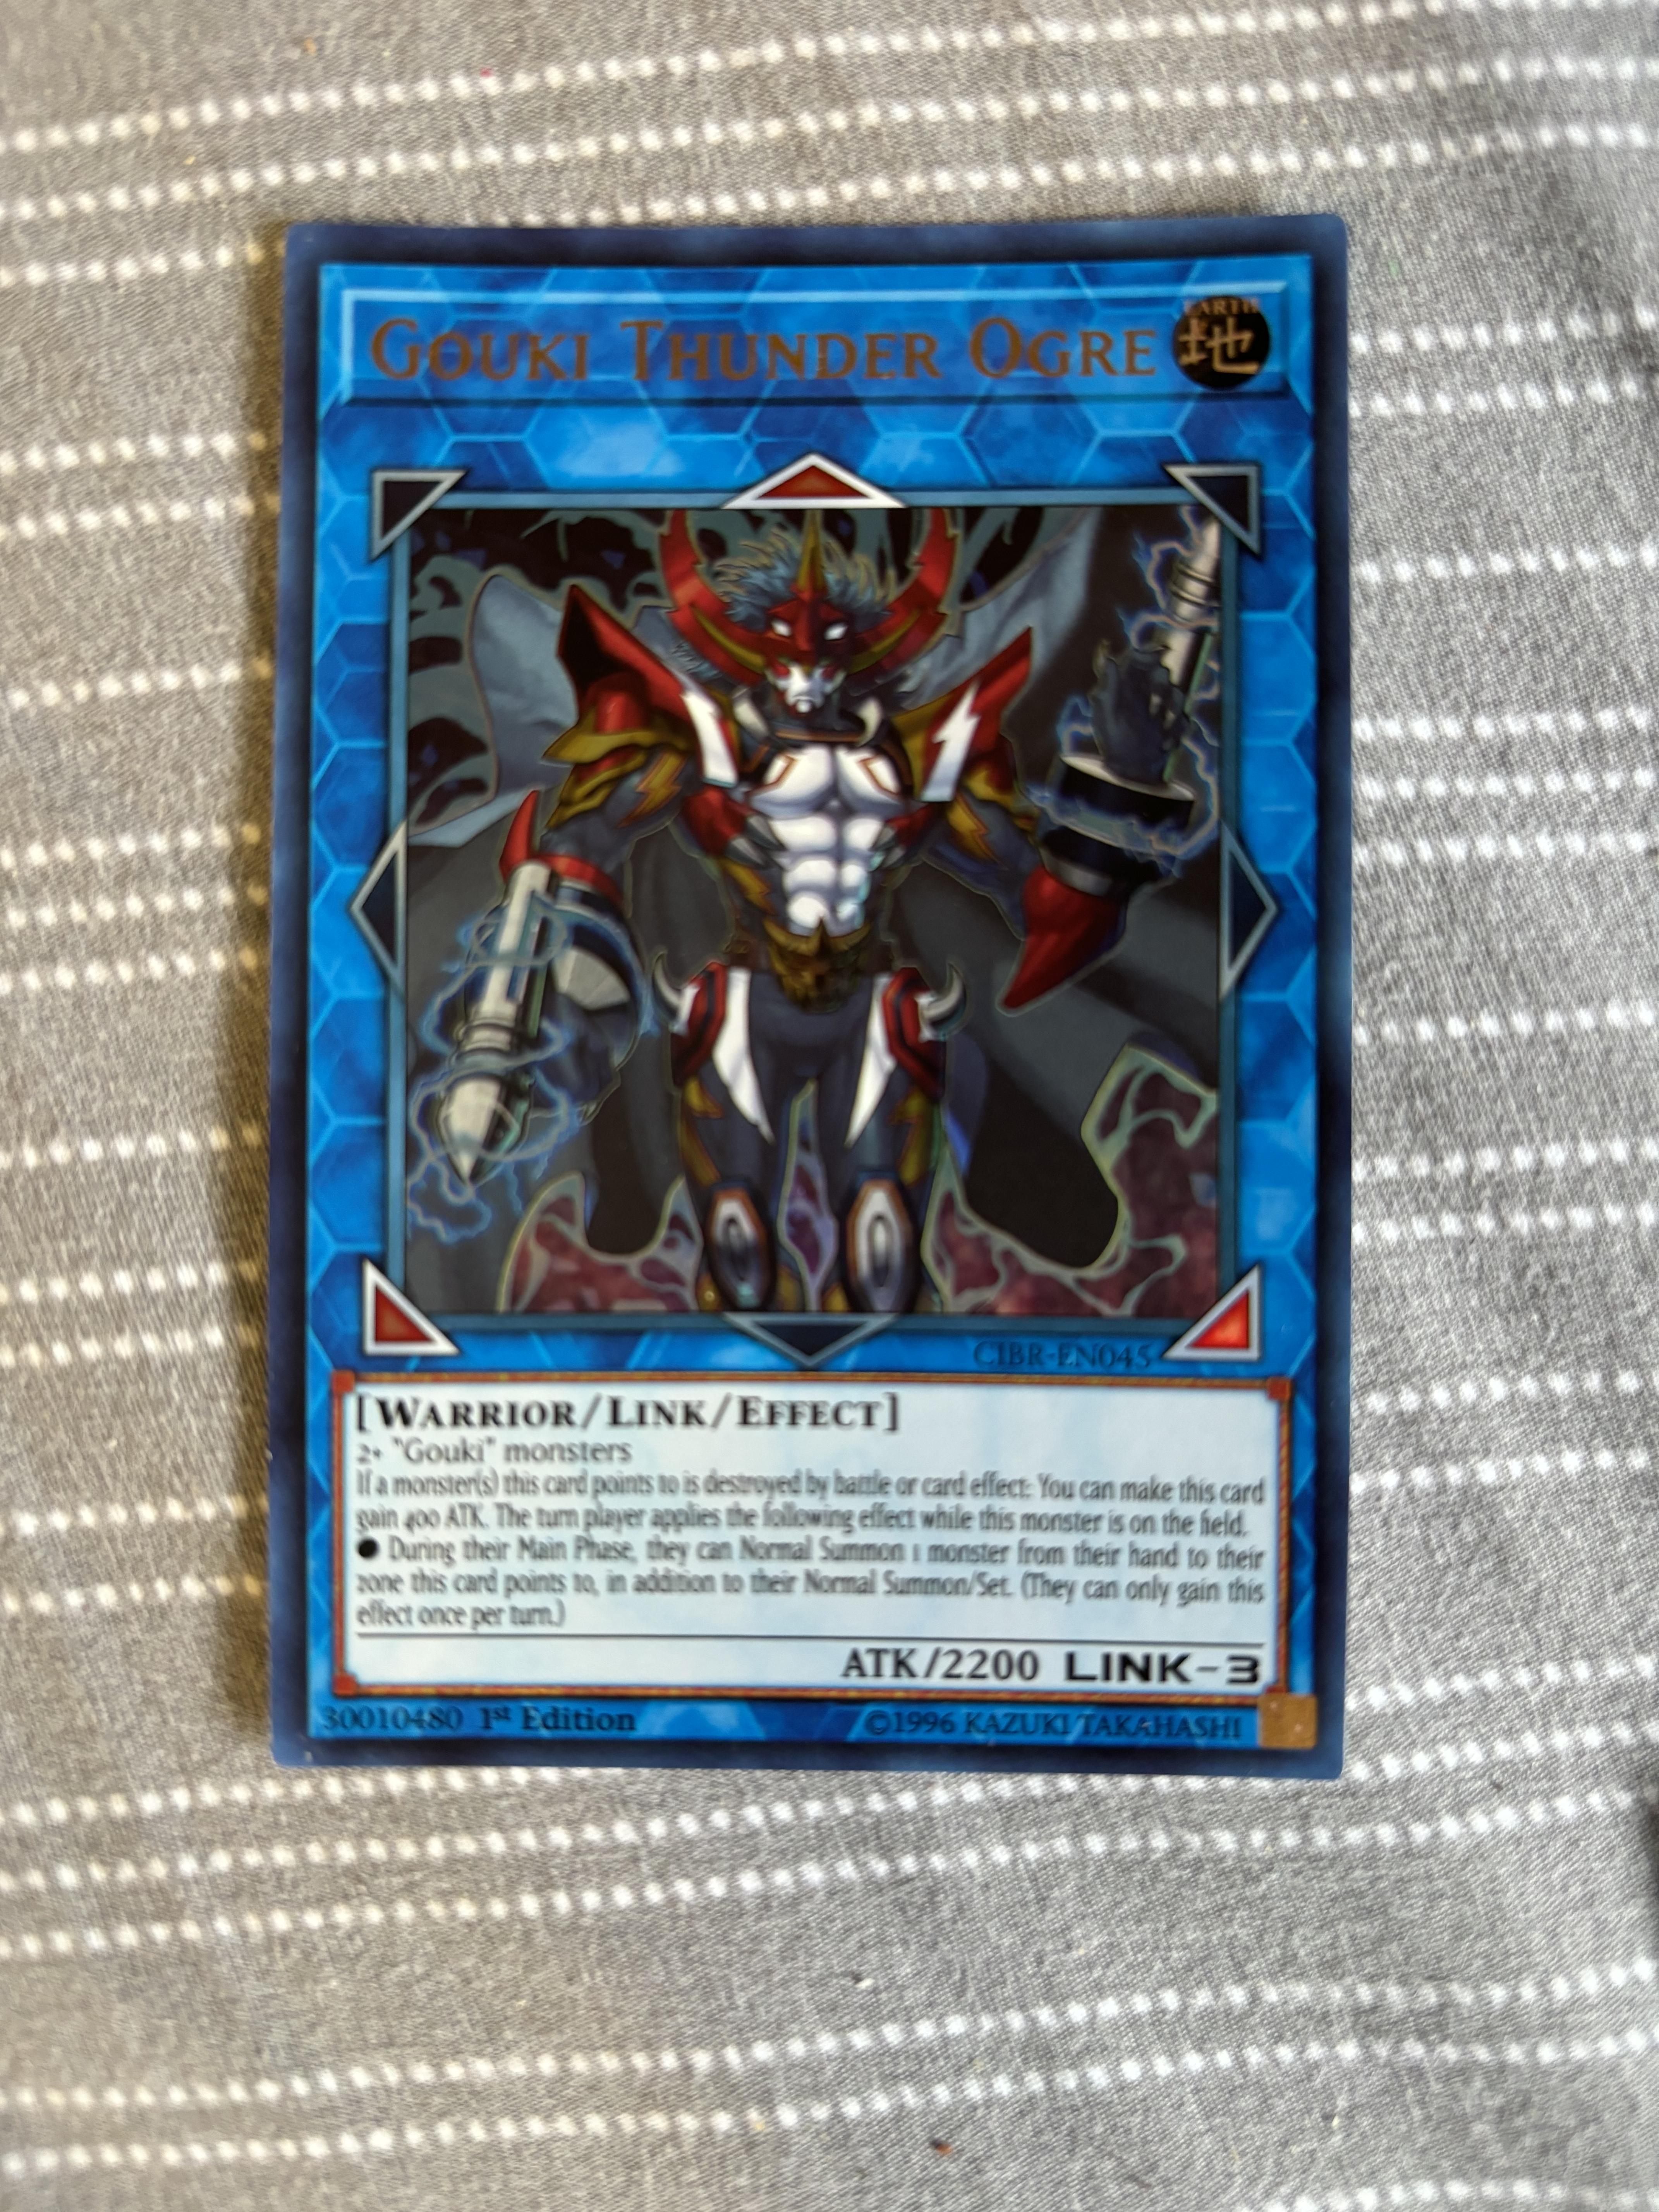 GOUKI THUNDER OGRE
EARTH
地
CIBR-EN045
[WARRIOR/LINK/EFFECT]
2+ "Gouki" monsters
If a monster(s) this card points to is destroyed by battle or card effect: You can make this card
gain 400 ATK. The turn player applies the following effect while this monster is on the field.
● During their Main Phase, they can Normal Summon 1 monster from their hand to their
zone this card points to, in addition to their Normal Summon/Set. (They can only gain this
effect once per turn.)
ATK/2200 LINK-3
30010480 1st Edition
©1996 KAZUKI TAKAHASHI